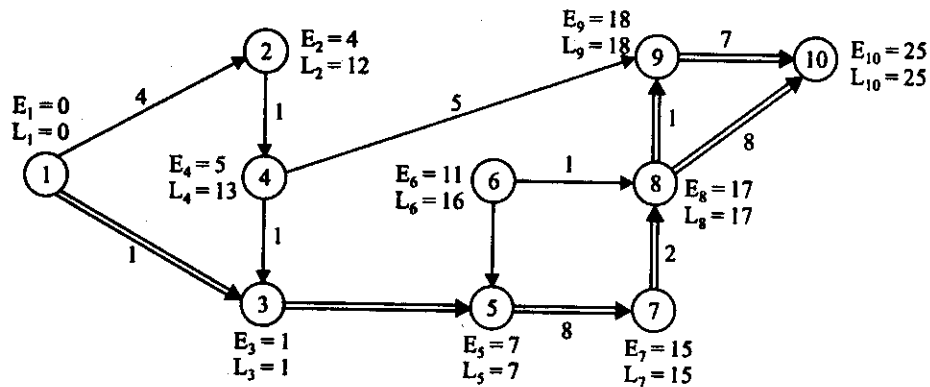 E₉ = 18
L₉ = 18
2
E₂ = 4
L₂ = 12
9
7
10
E₁₀ = 25
L₁₀ = 25
4
E₁ = 0
L₁ = 0
1
5
1
8
1
E₄ = 5
L₄ = 13
4
E₆ = 11
L₆ = 16
6
1
8
E₈ = 17
L₈ = 17
1
1
2
3
5
8
7
E₃ = 1
L₃ = 1
E₅ = 7
L₅ = 7
E₇ = 15
L₇ = 15